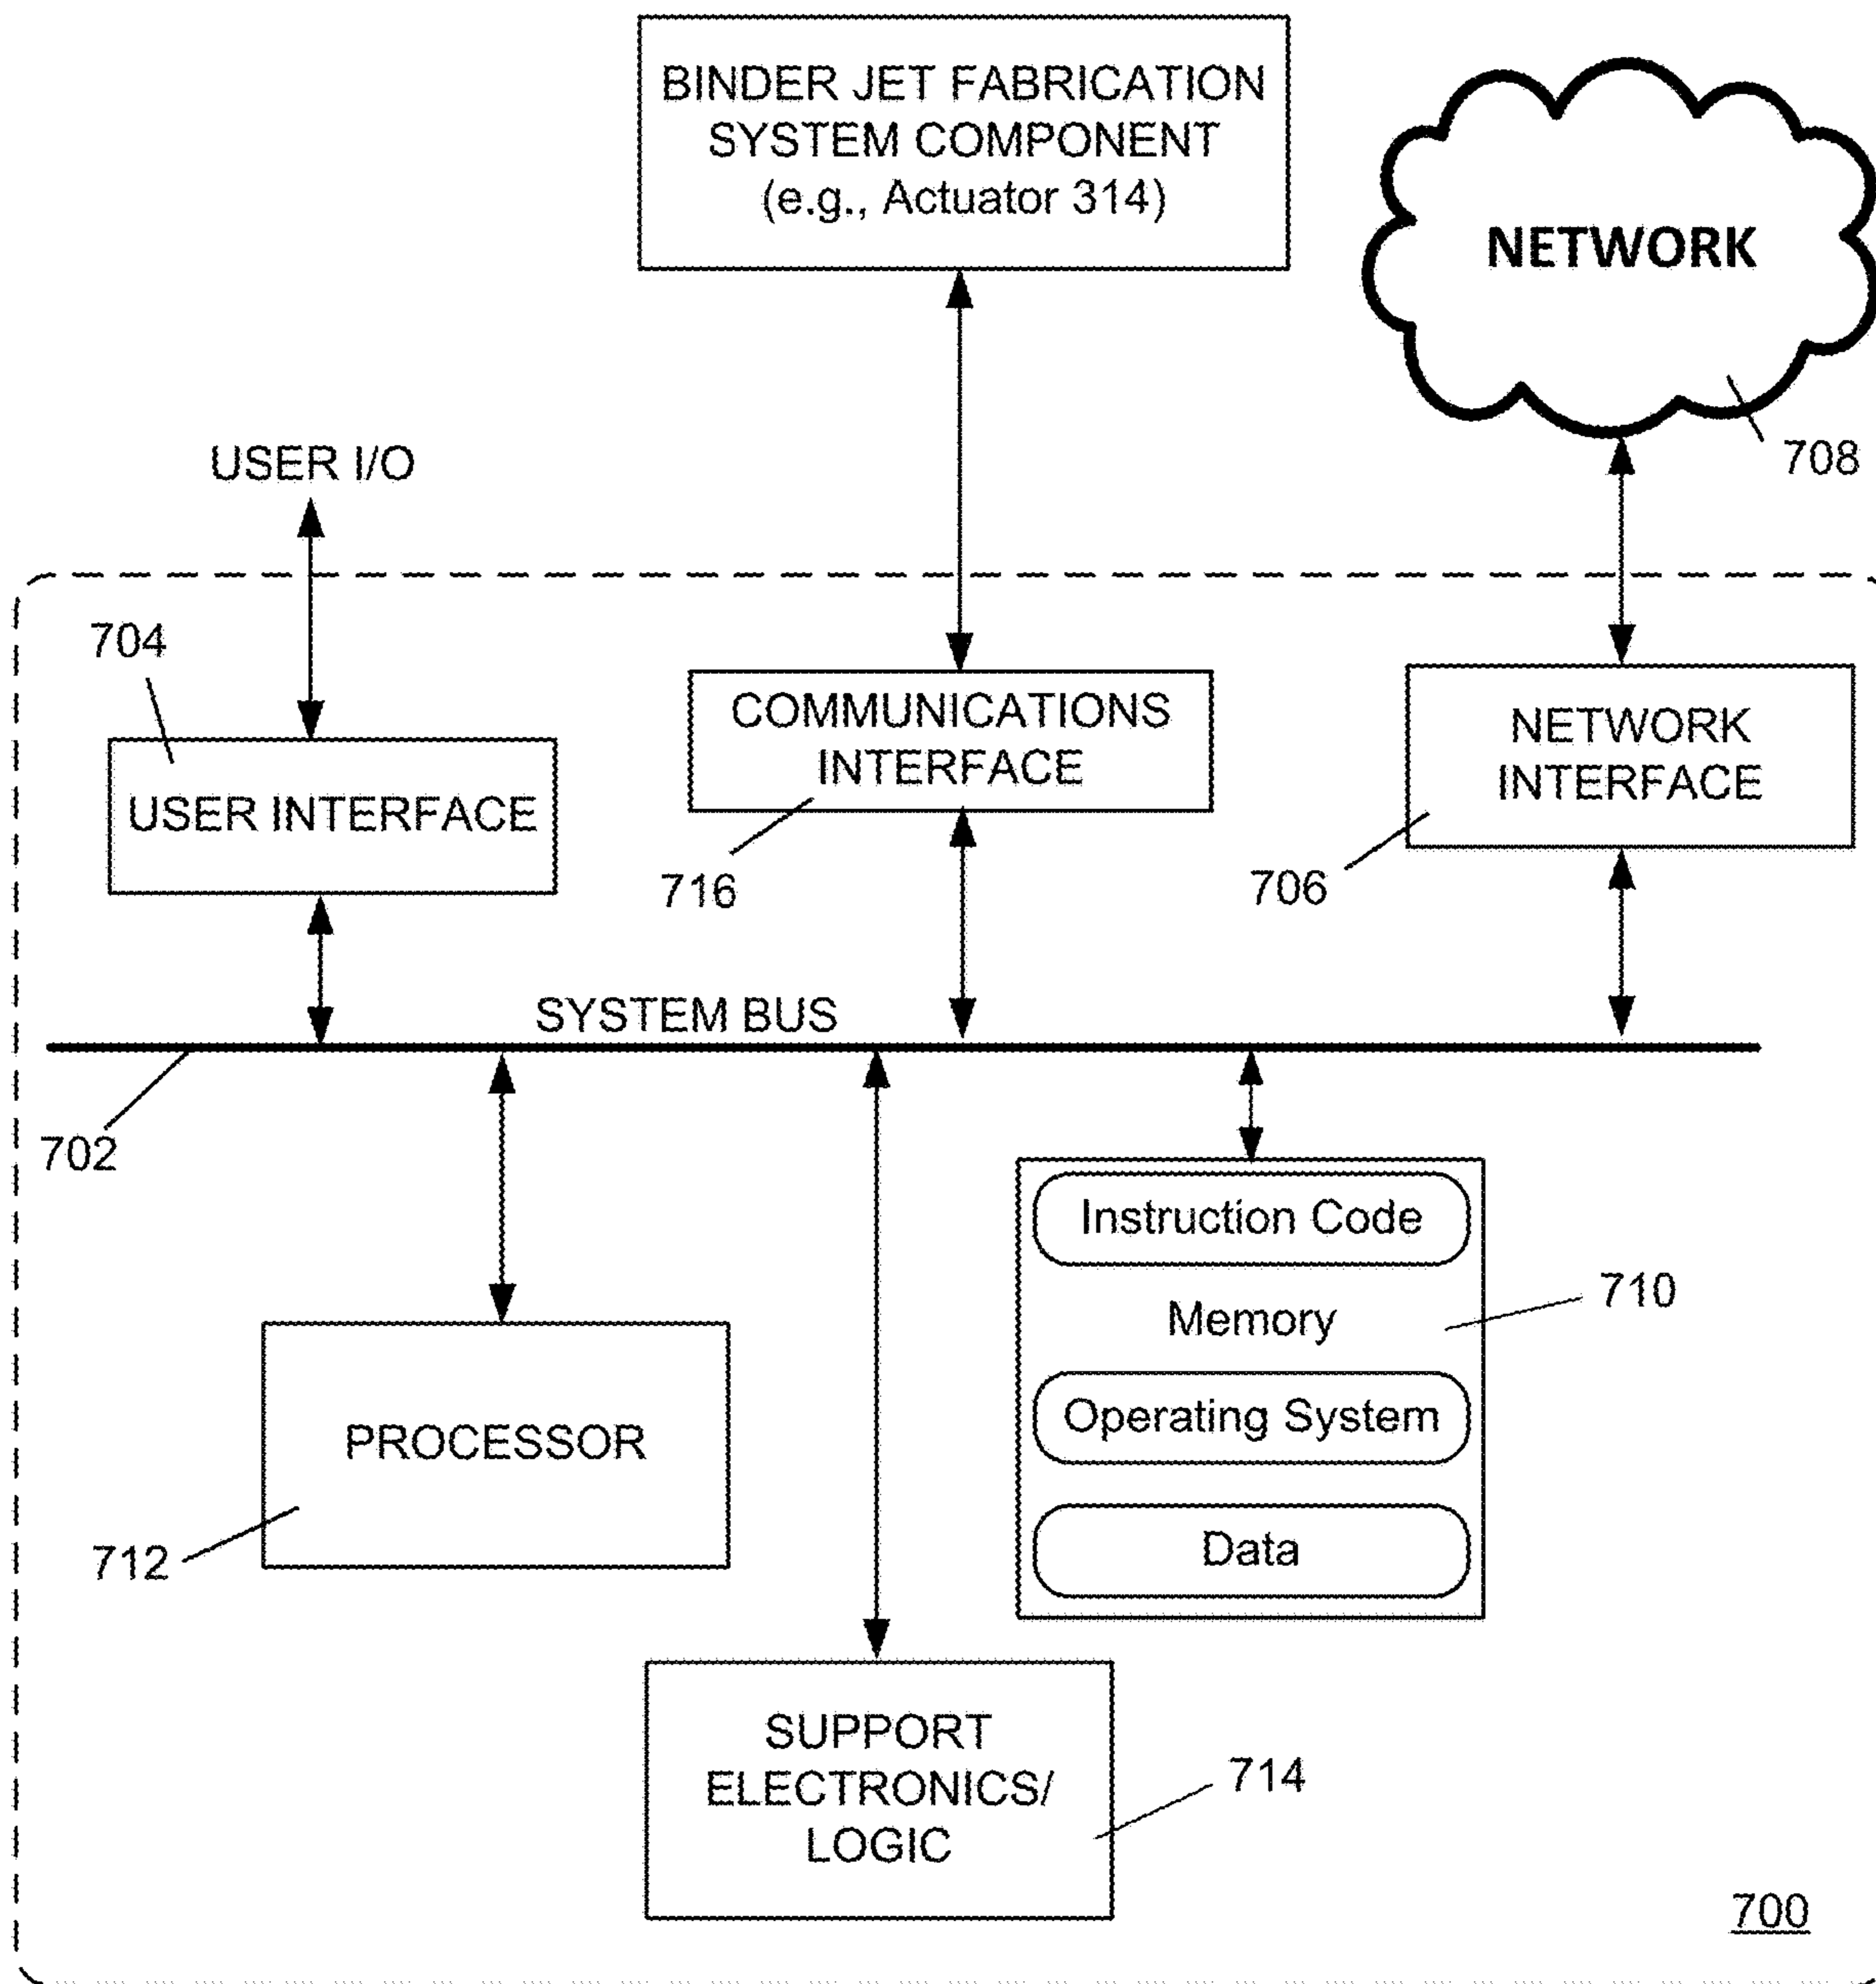 BINDER JET FABRICATION
SYSTEM COMPONENT
(e.g., Actuator 314)
NETWORK
708
USER I/O
704
USER INTERFACE
COMMUNICATIONS
INTERFACE
716
NETWORK
INTERFACE
706
SYSTEM BUS
702
Instruction Code
Memory
710
Operating System
Data
PROCESSOR
712
SUPPORT
ELECTRONICS/
LOGIC
714
700